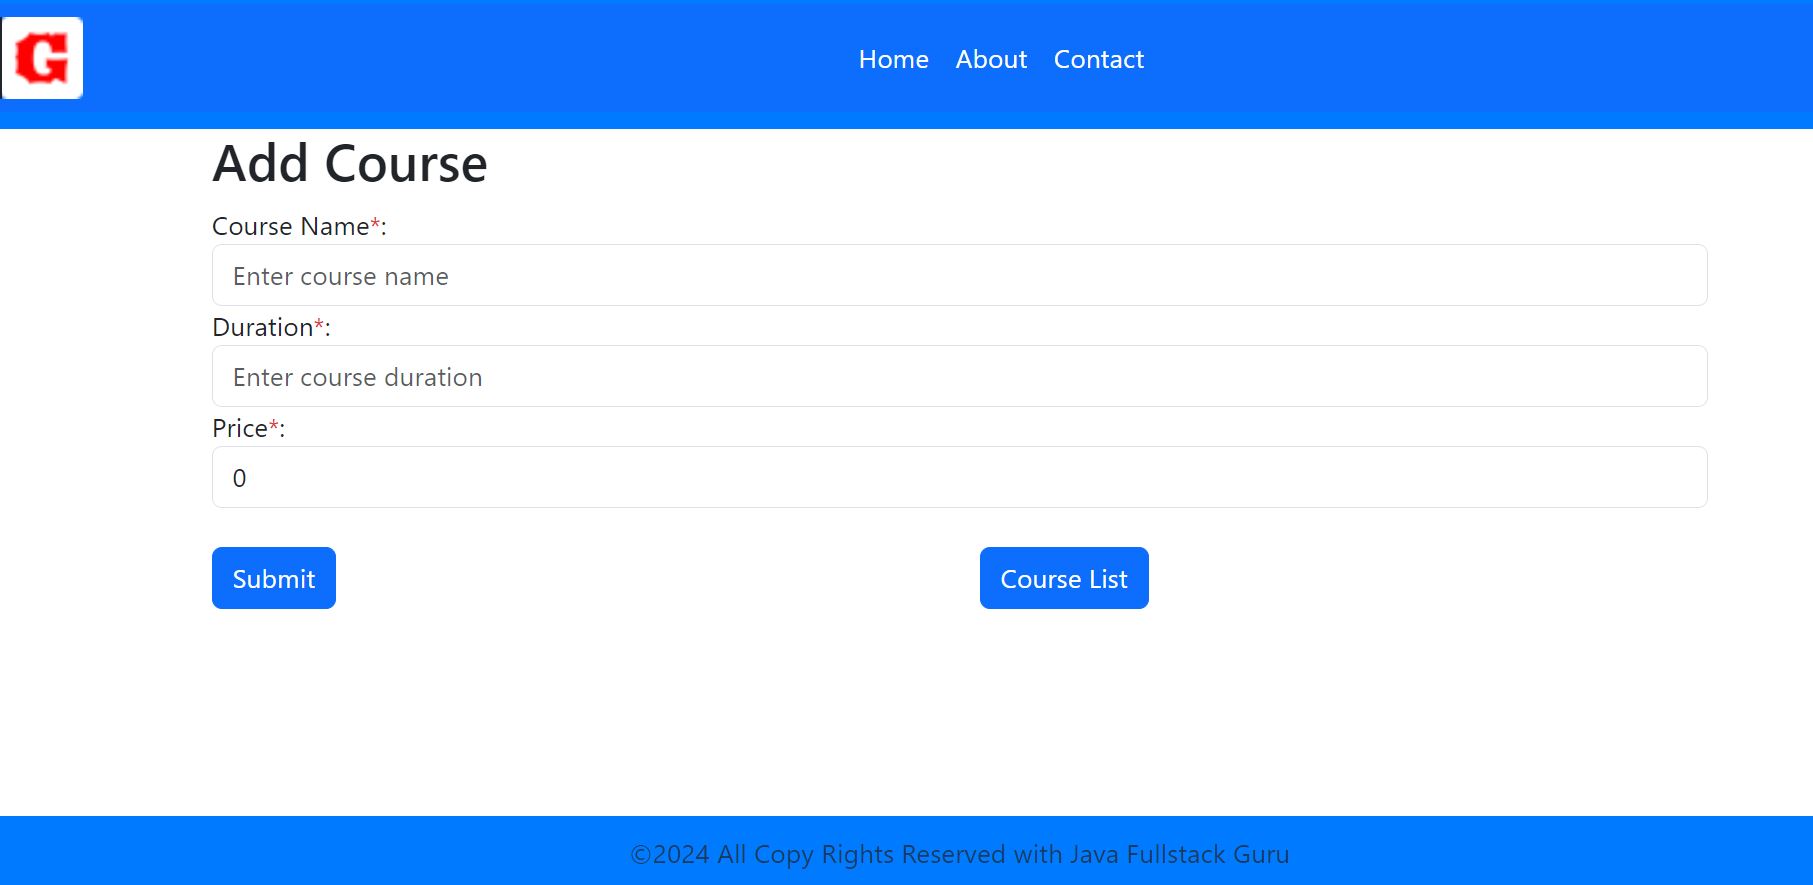 G
Home About Contact
Add Course
Course Name*:
Enter course name
Duration*:
Enter course duration
Price*:
0
Submit Course List
©2024 All Copy Rights Reserved with Java Fullstack Guru